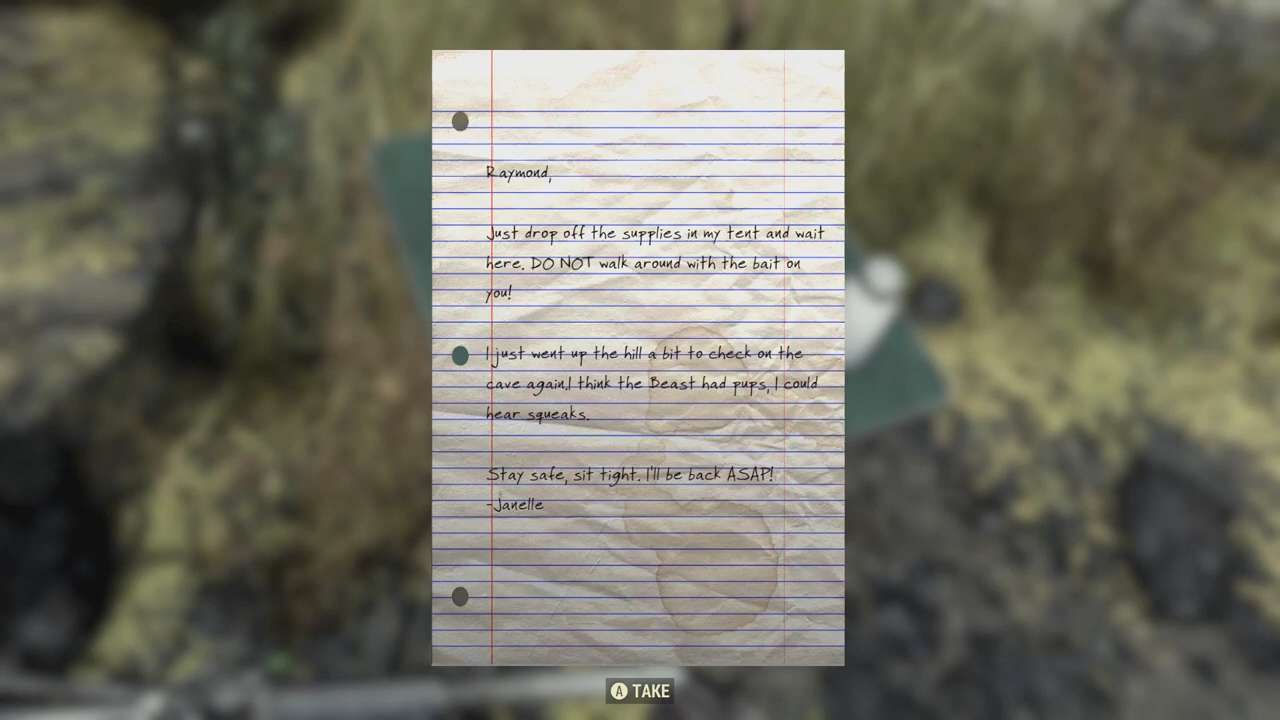 Raymond,
Just drop off the supplies in my tent and wait
here. DO NOT walk around with the bait on
you!
I just went up the hill a bit to check on the
cave again.I think the Beast had pups, I could
hear squeaks.
Stay safe, sit tight. I'll be back ASAP!
-Janelle
A TAKE